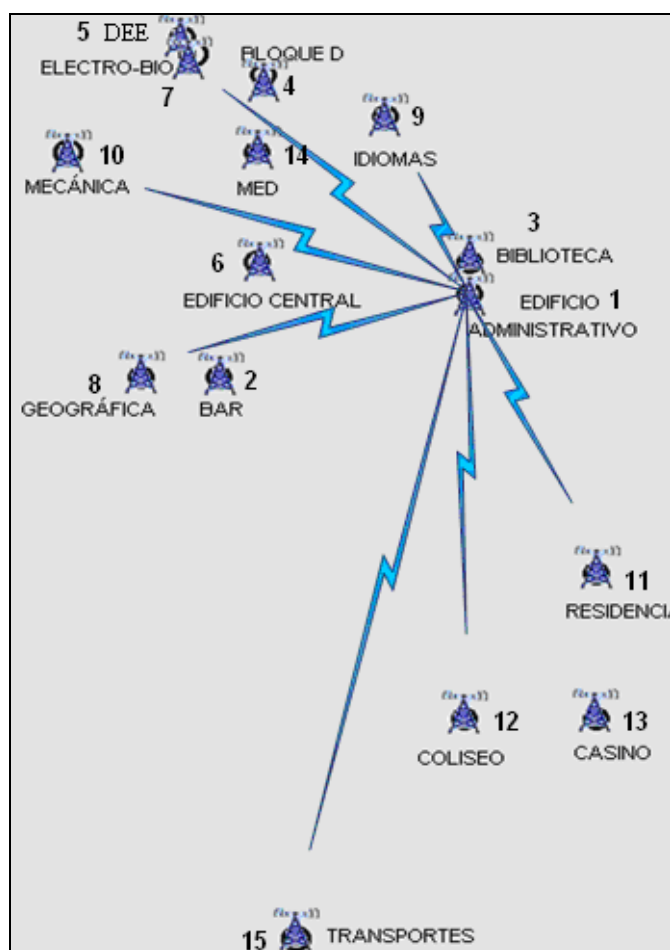 5 DEE
BLOQUE D
ELECTRO-BIO
4
7
9
IDIOMAS
10
MECÁNICA
14
MED
3
BIBLIOTECA
6
EDIFICIO CENTRAL
EDIFICIO 1
ADMINISTRATIVO
8
GEOGRÁFICA
2
BAR
11
RESIDENCIA
12
COLISEO
13
CASINO
15 TRANSPORTES